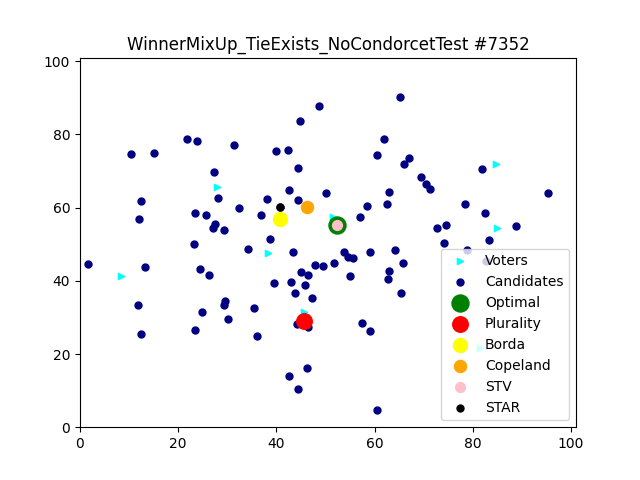 WinnerMixUp_TieExists_NoCondorcetTest #7352
100
80
60
40
20
0
Voters
Candidates
Optimal
Plurality
Borda
Copeland
STV
STAR
0 20 40 60 80 100